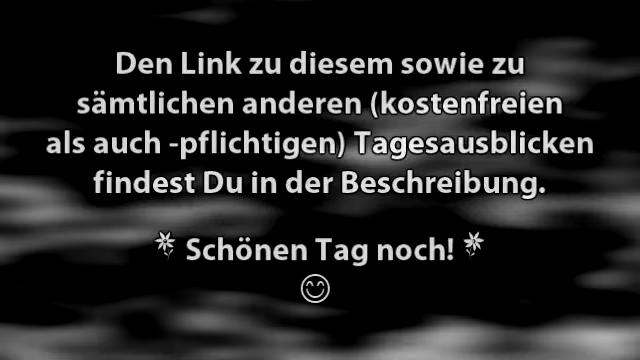 Den Link zu diesem sowie zu
sämtlichen anderen (kostenfreien
als auch -pflichtigen) Tagesausblicken
findest Du in der Beschreibung.
Schönen Tag noch!